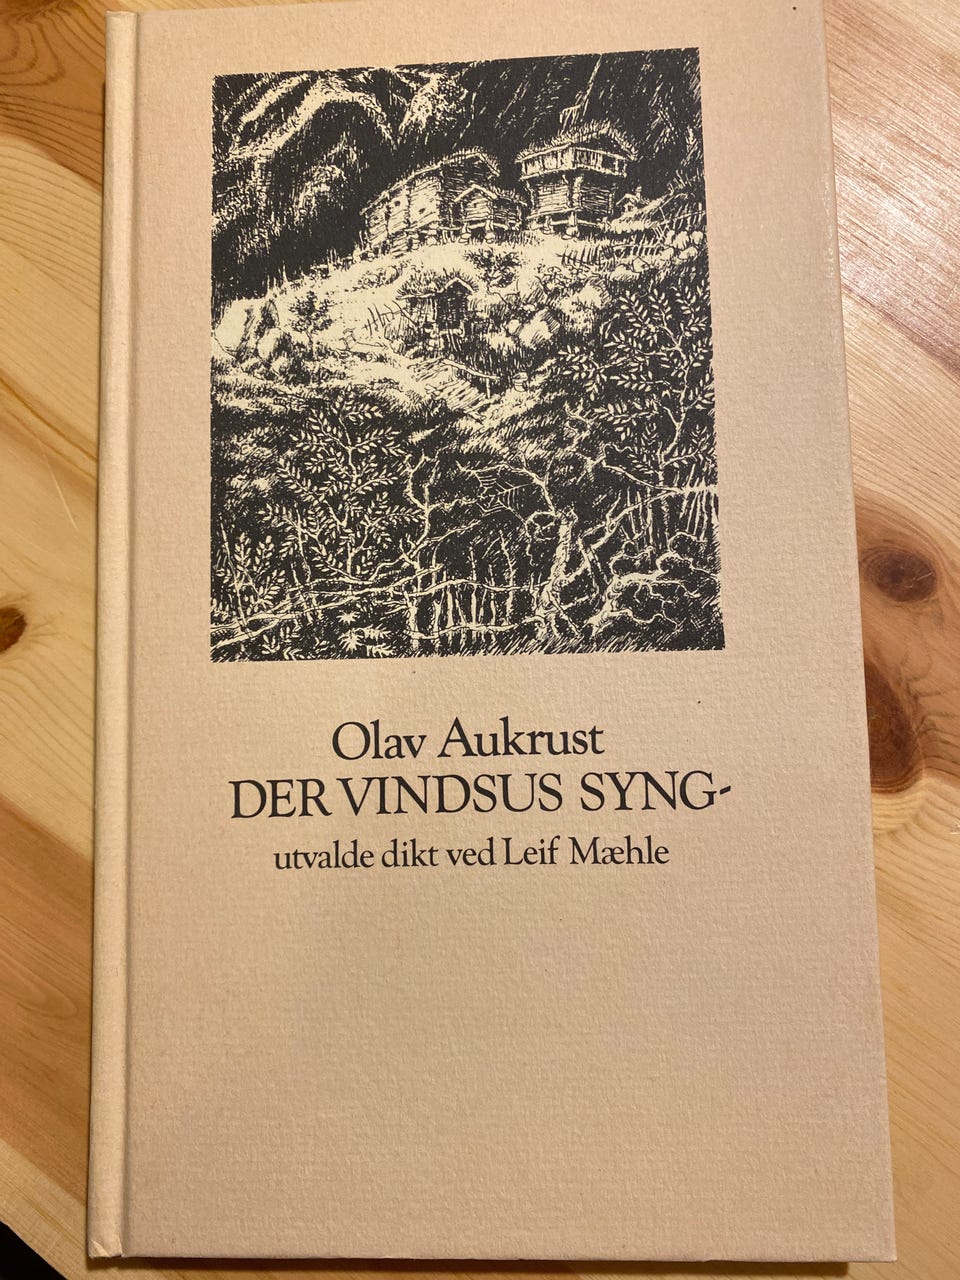 Olav Aukrust
DER VINDSUS SYNG-
utvalde dikt ved Leif Mæhle